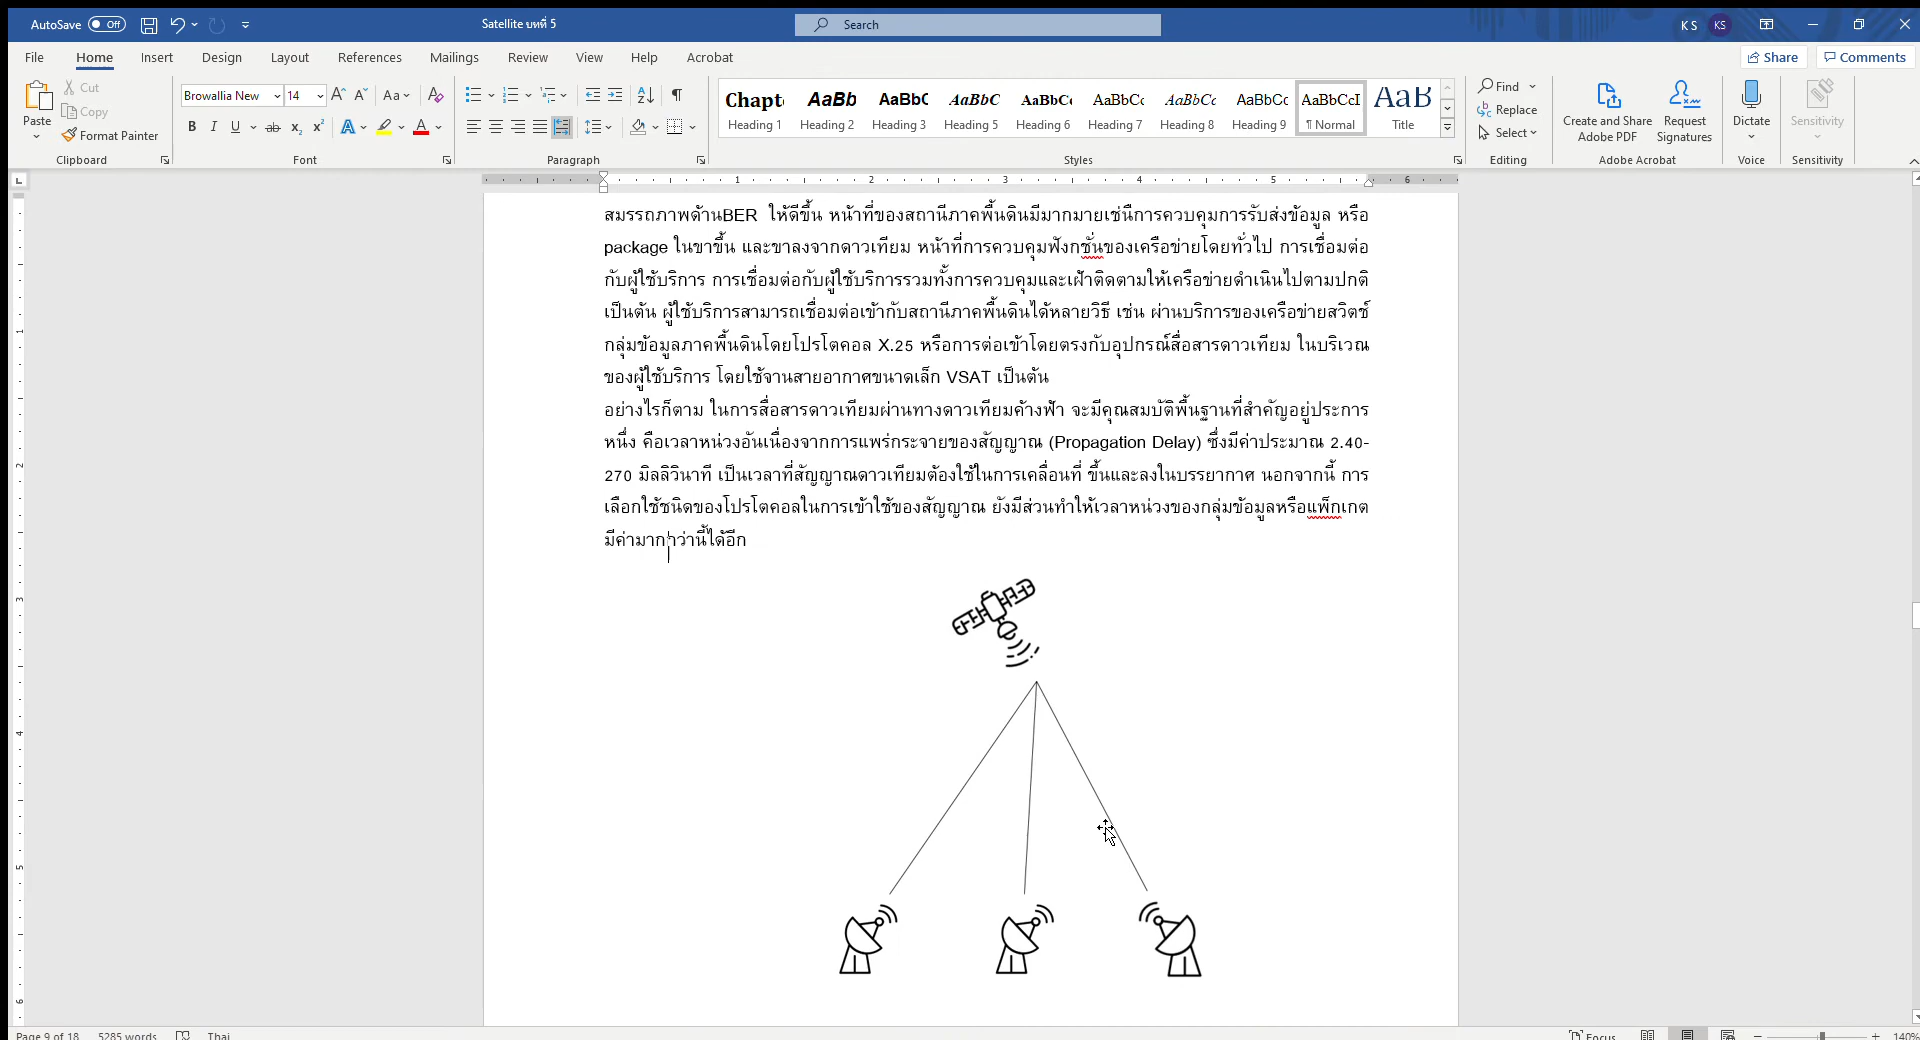 AutoSave Off Satellite บทที่ 5 Search K S KS
File Home Insert Design Layout References Mailings Review View Help Acrobat Share Comments
Paste Cut Copy Format Painter Clipboard
Browallia New 14 Aa B I U ab x₂ x² A A Font
Paragraph
Chapt AaBb AaBbC AaBbC AaBbCc AaBbCc AaBbCc AaBbCc AaBbCcI AaB
Heading 1 Heading 2 Heading 3 Heading 5 Heading 6 Heading 7 Heading 8 Heading 9 ¶ Normal Title
Styles
Find Replace Select Editing
Create and Share Adobe PDF Request Signatures Adobe Acrobat
Dictate Voice
Sensitivity Sensitivity
1 2 3 4 5 6
สมรรถภาพด้านBER ให้ดีขึ้น หน้าที่ของสถานีภาคพื้นดินมีมากมายเช่นีการควบคุมการรับส่งข้อมูล หรือ
package ในขาขึ้น และขาลงจากดาวเทียม หน้าที่การควบคุมฟังกชั่นของเครือข่ายโดยทั่วไป การเชื่อมต่อ
กับผู้ใช้บริการ การเชื่อมต่อกับผู้ใช้บริการรวมทั้งการควบคุมและเฝ้าติดตามให้เครือข่ายดำเนินไปตามปกติ
เป็นต้น ผู้ใช้บริการสามารถเชื่อมต่อเข้ากับสถานีภาคพื้นดินได้หลายวิธี เช่น ผ่านบริการของเครือข่ายสวิตช์
กลุ่มข้อมูลภาคพื้นดินโดยโปรโตคอล X.25 หรือการต่อเข้าโดยตรงกับอุปกรณ์สื่อสารดาวเทียม ในบริเวณ
ของผู้ใช้บริการ โดยใช้จานสายอากาศขนาดเล็ก VSAT เป็นต้น
อย่างไรก็ตาม ในการสื่อสารดาวเทียมผ่านทางดาวเทียมค้างฟ้า จะมีคุณสมบัติพื้นฐานที่สำคัญอยู่ประการ
หนึ่ง คือเวลาหน่วงอันเนื่องจากการแพร่กระจายของสัญญาณ (Propagation Delay) ซึ่งมีค่าประมาณ 2.40-
270 มิลลิวินาที เป็นเวลาที่สัญญาณดาวเทียมต้องใช้ในการเคลื่อนที่ ขึ้นและลงในบรรยากาศ นอกจากนี้ การ
เลือกใช้ชนิดของโปรโตคอลในการเข้าใช้ของสัญญาณ ยังมีส่วนทำให้เวลาหน่วงของกลุ่มข้อมูลหรือแพ็กเกต
มีค่ามากกว่านี้ได้อีก
Page 9 of 18 5285 words Thai Focus 140%